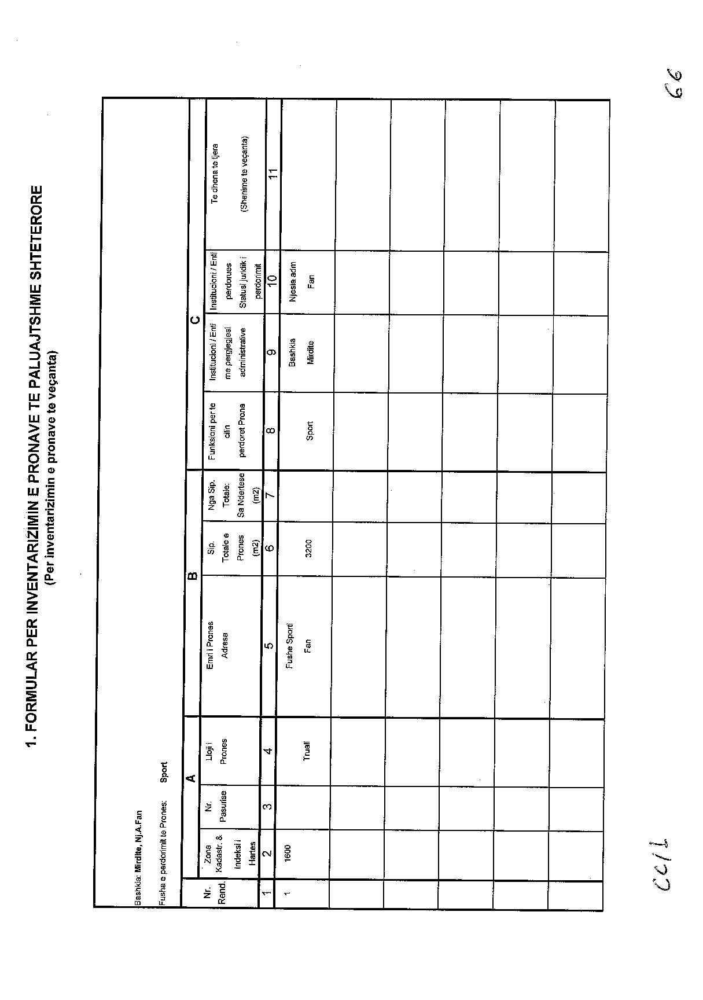 1. FORMULAR PER INVENTARIZIMIN E PRONAVE TE PALUAJTSHME SHTETERORE
(Per inventarizimin e pronave te veçanta)
Bashkia: Mirdite, Nj.A.Fan
Fusha e perdorimit te Prones: Sport
A B C
Nr. Rend.
Zona Kadastr. & Indeksi i Hartes
Nr. Pasurise
Lloji i Prones
Emri i Prones Adresa
Sip. Totale e Prones (m2)
Nga Sip. Totale: Sa Ndertese (m2)
Funksioni per te cilin perdoret Prona
Institucioni / Enti me pergjegjesi administrative
Institucioni / Enti perdorues Statusi juridik i perdorimit
Te dhena te tjera (Shenime te veçanta)
1 2 3 4 5 6 7 8 9 10 11
1 1600 Truall Fushe Sporti Fan 3200 Sport Bashkia Mirdite Njesia adm Fan
CC/1
66